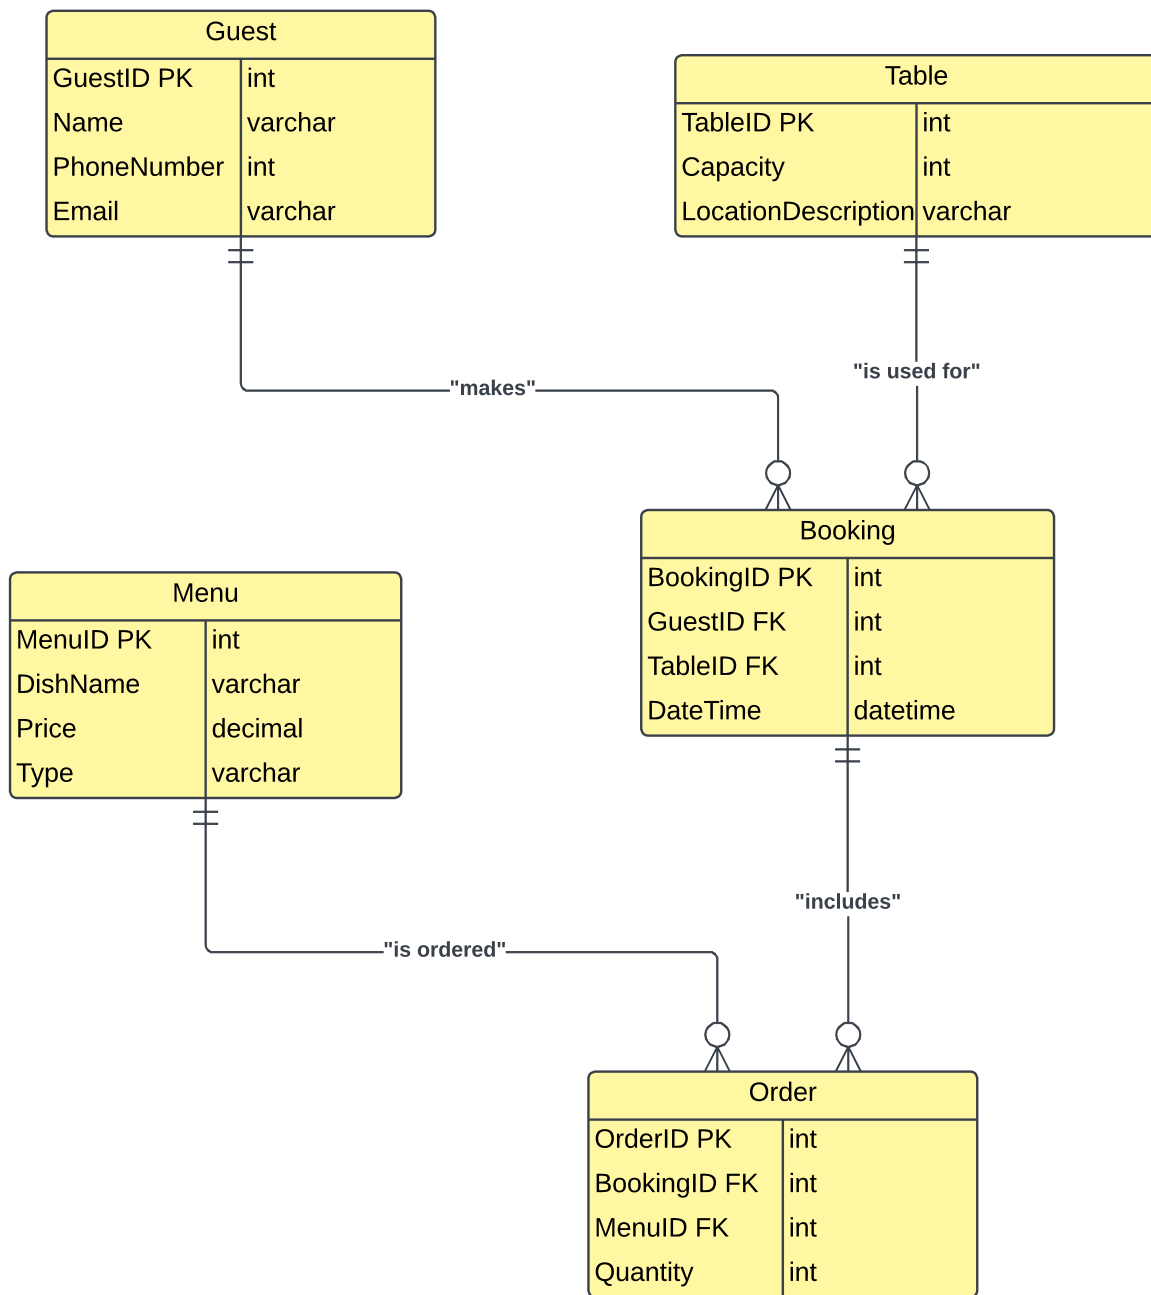 Guest
GuestID PK int
Name varchar
PhoneNumber int
Email varchar
Table
TableID PK int
Capacity int
LocationDescription varchar
"makes"
"is used for"
Booking
BookingID PK int
GuestID FK int
TableID FK int
DateTime datetime
Menu
MenuID PK int
DishName varchar
Price decimal
Type varchar
"includes"
"is ordered"
Order
OrderID PK int
BookingID FK int
MenuID FK int
Quantity int